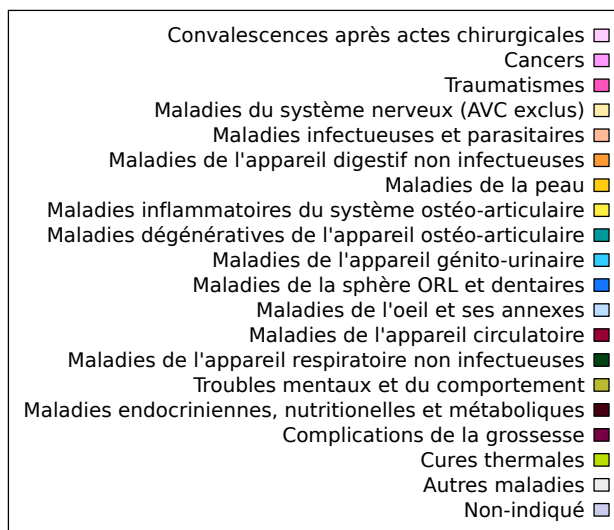 Convalescences après actes chirurgicales
Cancers
Traumatismes
Maladies du système nerveux (AVC exclus)
Maladies infectueuses et parasitaires
Maladies de l'appareil digestif non infectueuses
Maladies de la peau
Maladies inflammatoires du système ostéo-articulaire
Maladies dégénératives de l'appareil ostéo-articulaire
Maladies de l'appareil génito-urinaire
Maladies de la sphère ORL et dentaires
Maladies de l'oeil et ses annexes
Maladies de l'appareil circulatoire
Maladies de l'appareil respiratoire non infectueuses
Troubles mentaux et du comportement
Maladies endocriniennes, nutritionelles et métaboliques
Complications de la grossesse
Cures thermales
Autres maladies
Non-indiqué